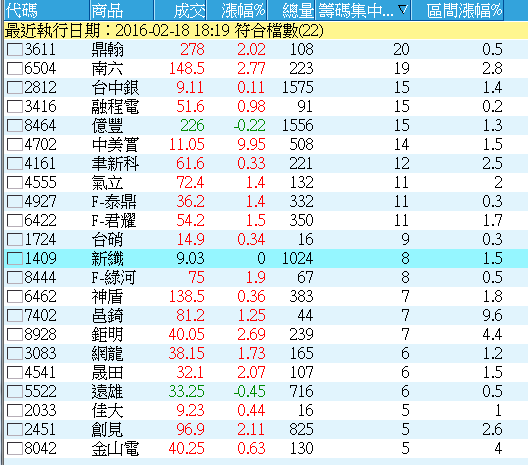 代碼 商品 成交 漲幅% 總量 籌碼集中... ▽ 區間漲幅%
最近執行日期：2016-02-18 18:19 符合檔數(22)
3611 鼎翰 278 2.02 108 20 0.5
6504 南六 148.5 2.77 223 19 2.8
2812 台中銀 9.11 0.11 1575 15 1.4
3416 融程電 51.6 0.98 91 15 0.2
8464 億豐 226 -0.22 1556 15 1.3
4702 中美實 11.05 9.95 508 14 1.5
4161 聿新科 61.6 0.33 221 12 2.5
4555 氣立 72.4 1.4 132 11 2
4927 F-泰鼎 36.2 1.4 332 11 0.3
6422 F-君耀 54.2 1.5 350 11 1.7
1724 台硝 14.9 0.34 16 9 0.3
1409 新纖 9.03 0 1024 8 1.5
8444 F-綠河 75 1.9 67 8 0.5
6462 神盾 138.5 0.36 383 7 1.8
7402 邑錡 81.2 1.25 44 7 9.6
8928 鉅明 40.05 2.69 239 7 4.4
3083 網龍 38.15 1.73 165 6 1.2
4541 晟田 32.1 2.07 107 6 1.5
5522 遠雄 33.25 -0.45 716 6 0.5
2033 佳大 9.23 0.44 16 5 1
2451 創見 96.9 2.11 825 5 2.6
8042 金山電 40.25 0.63 130 5 4